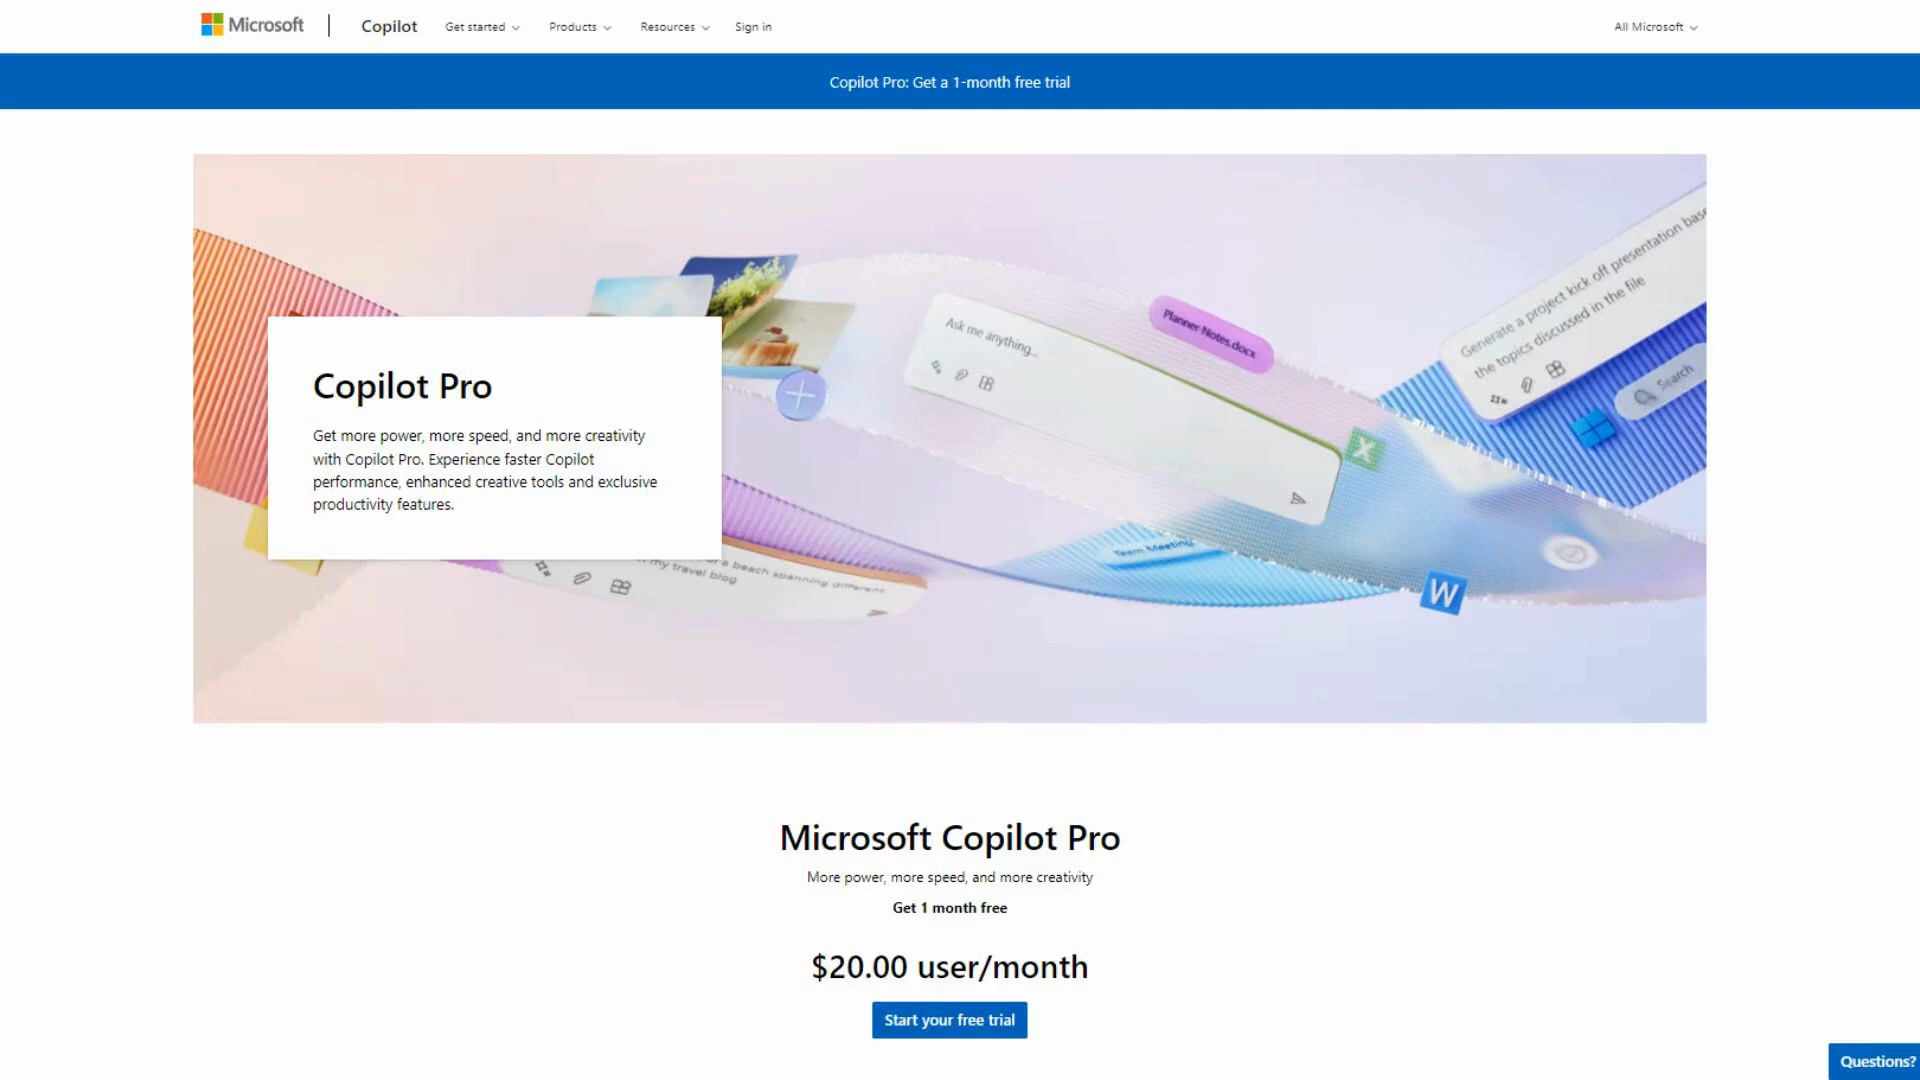 Microsoft
Copilot
Get started
Products
Resources
Sign in
All Microsoft
Copilot Pro: Get a 1-month free trial
Generate a project kick off presentation base
the topics discussed in the file
Search
Planner Notes.docx
Ask me anything...
X
Copilot Pro
Get more power, more speed, and more creativity
with Copilot Pro. Experience faster Copilot
performance, enhanced creative tools and exclusive
productivity features.
Team Meeting
a beach spanning different
my travel blog
W
Microsoft Copilot Pro
More power, more speed, and more creativity
Get 1 month free
$20.00 user/month
Start your free trial
Questions?